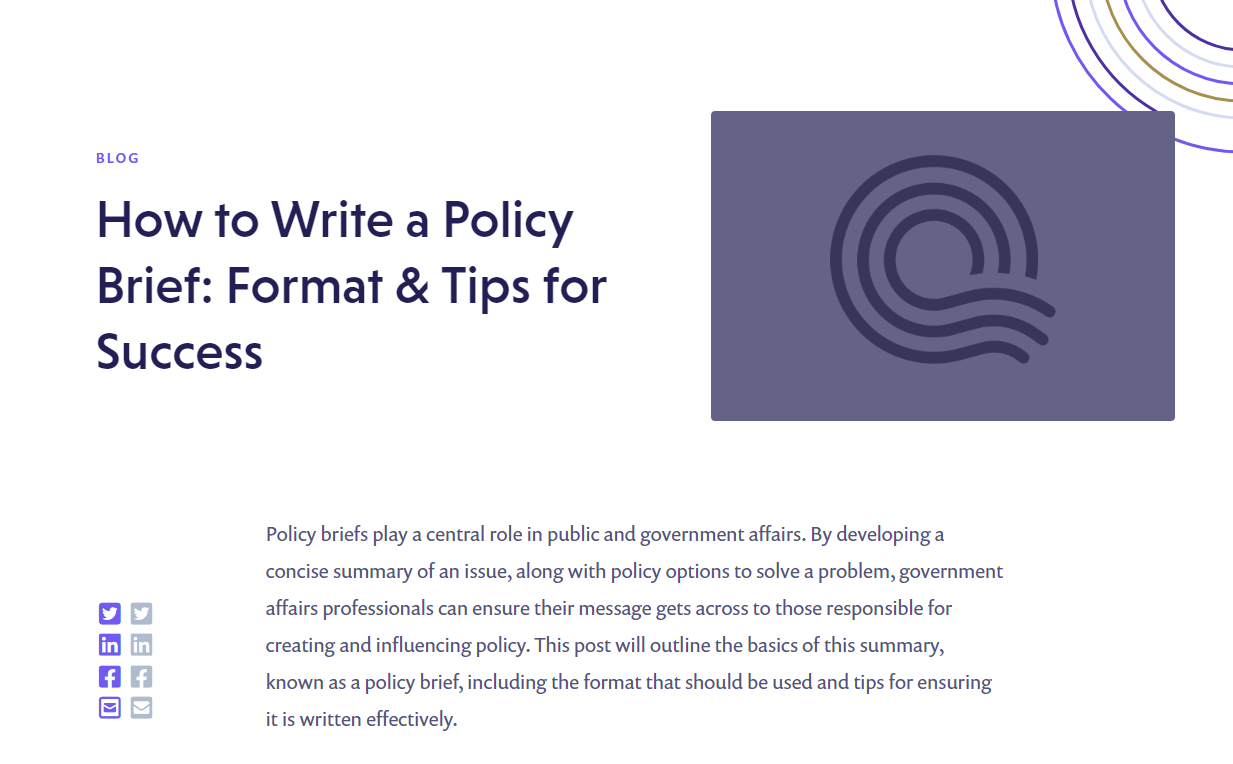 BLOG
How to Write a Policy
Brief: Format & Tips for
Success
Policy briefs play a central role in public and government affairs. By developing a
concise summary of an issue, along with policy options to solve a problem, government
affairs professionals can ensure their message gets across to those responsible for
creating and influencing policy. This post will outline the basics of this summary,
known as a policy brief, including the format that should be used and tips for ensuring
it is written effectively.